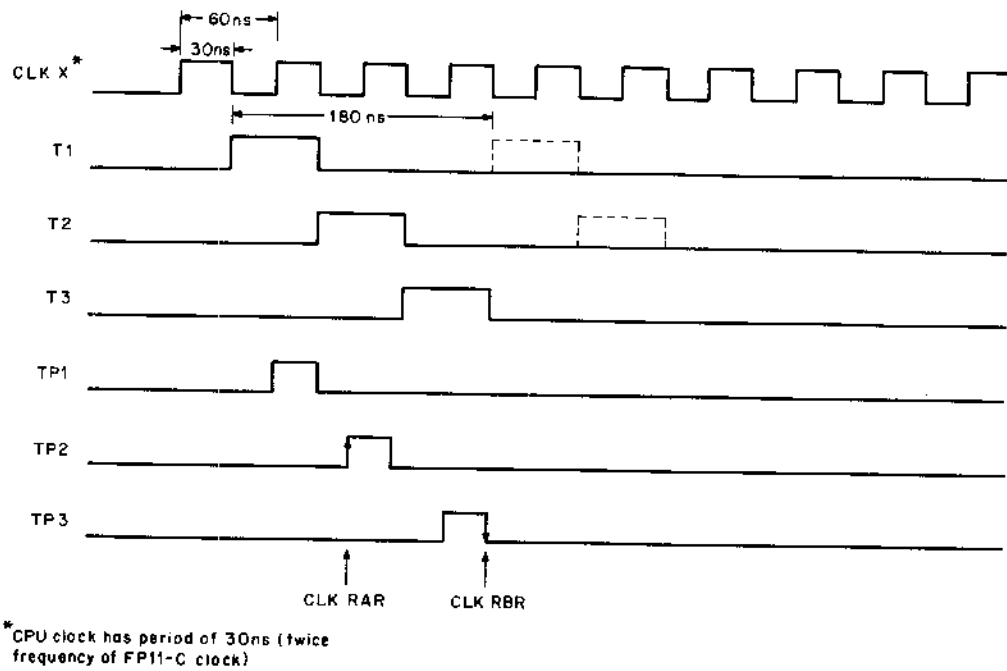 60ns
30ns
CLK X*
180 ns
T1
T2
T3
TP1
TP2
TP3
CLK RAR
CLK RBR
*CPU clock has period of 30ns (twice
frequency of FP11-C clock)